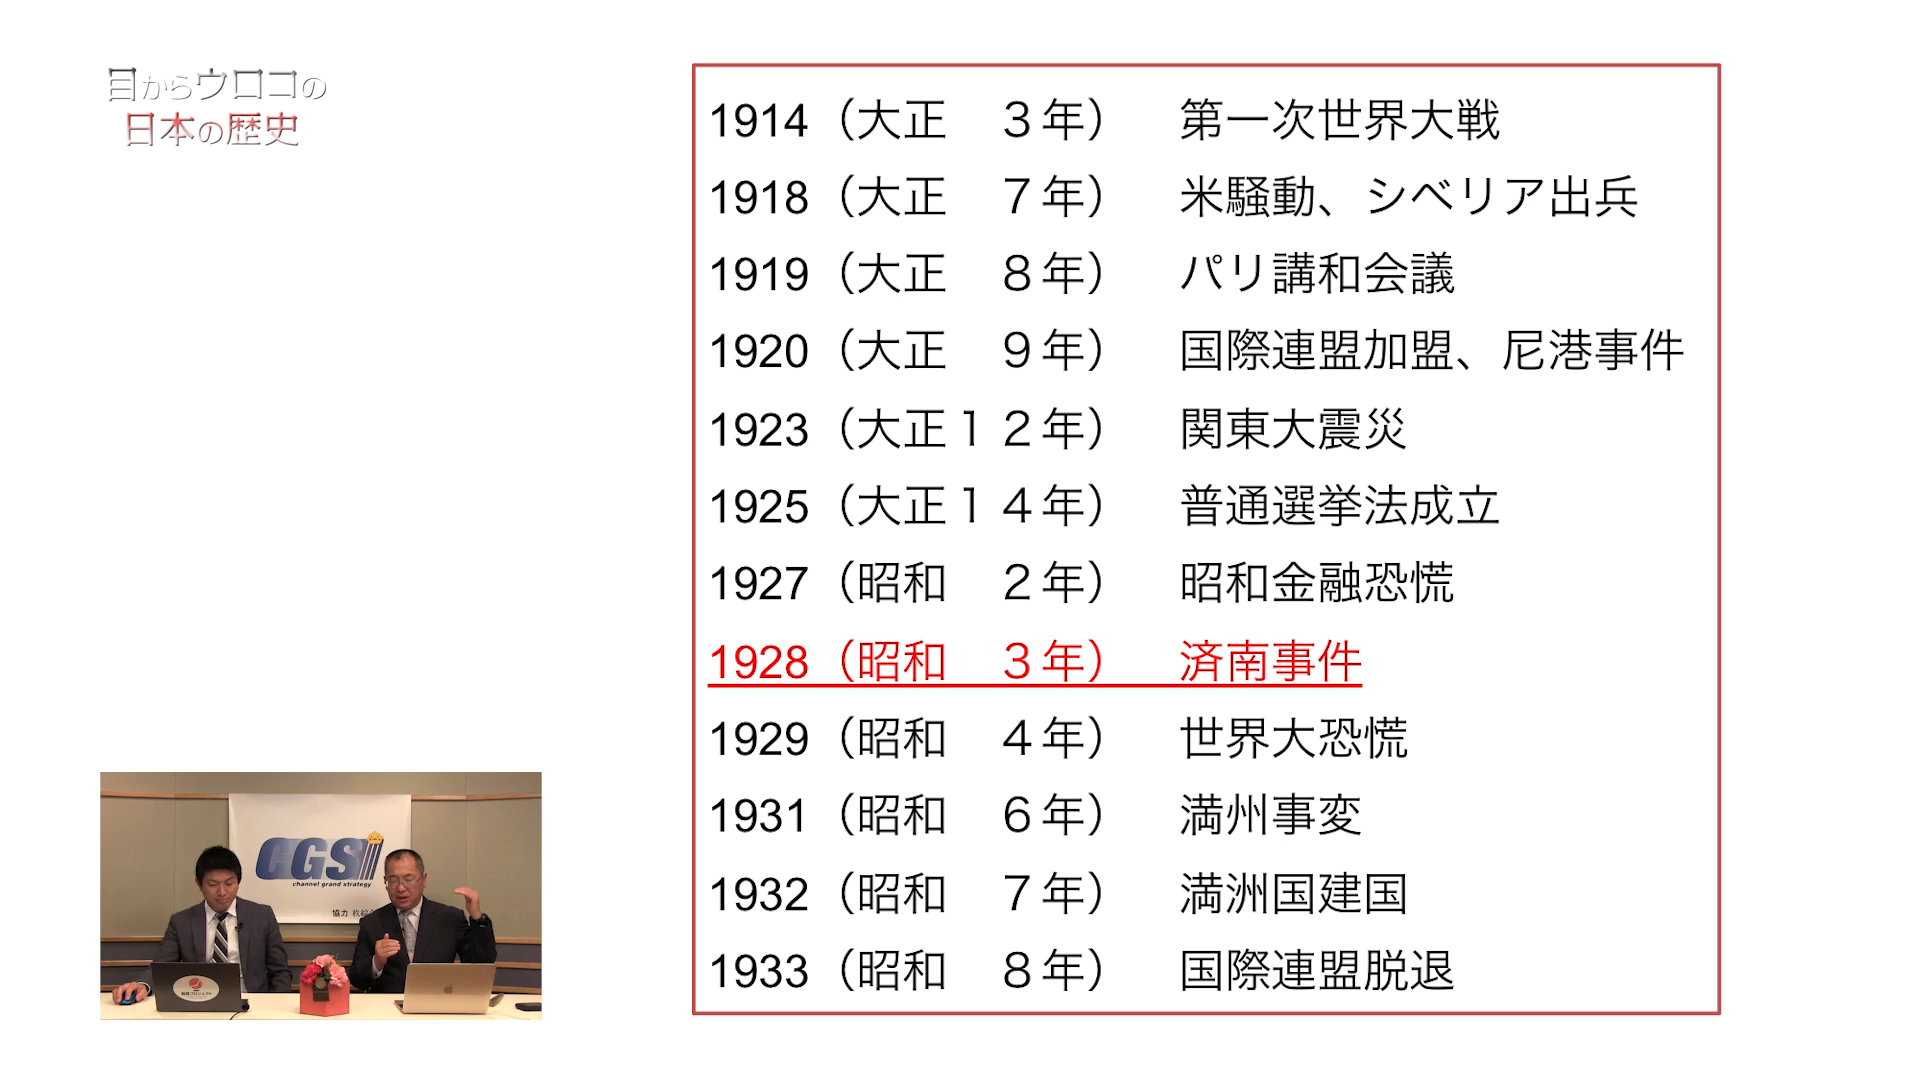 目からウロコの
日本の歴史
1914（大正　３年）　第一次世界大戦
1918（大正　７年）　米騒動、シベリア出兵
1919（大正　８年）　パリ講和会議
1920（大正　９年）　国際連盟加盟、尼港事件
1923（大正１２年）　関東大震災
1925（大正１４年）　普通選挙法成立
1927（昭和　２年）　昭和金融恐慌
1928（昭和　３年）　済南事件
1929（昭和　４年）　世界大恐慌
1931（昭和　６年）　満州事変
1932（昭和　７年）　満洲国建国
1933（昭和　８年）　国際連盟脱退
CGS
channel grand strategy
協力